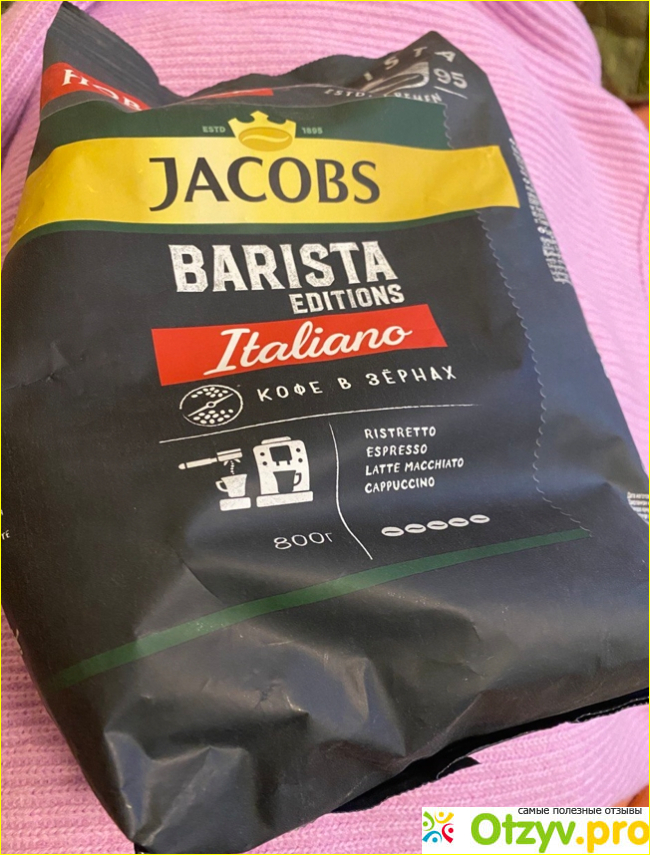 ESTD 1895
JACOBS
BARISTA
EDITIONS
Italiano
КОФЕ В ЗЁРНАХ
RISTRETTO
ESPRESSO
LATTE MACCHIATO
CAPPUCCINO
800г
самые полезные отзывы
Otzyv.pro